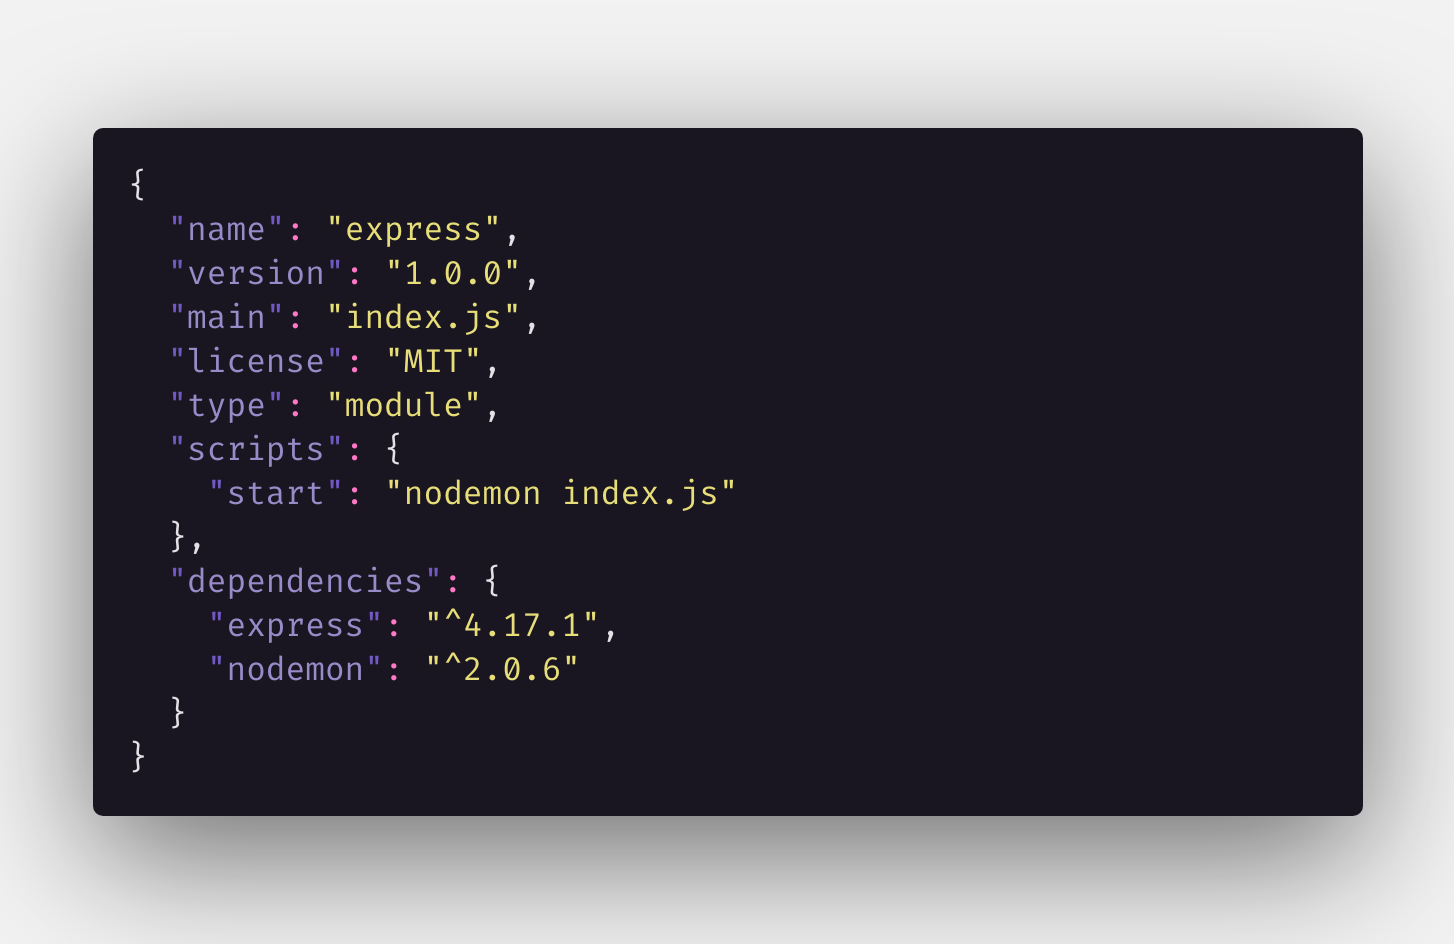 {
  "name": "express",
  "version": "1.0.0",
  "main": "index.js",
  "license": "MIT",
  "type": "module",
  "scripts": {
    "start": "nodemon index.js"
  },
  "dependencies": {
    "express": "^4.17.1",
    "nodemon": "^2.0.6"
  }
}